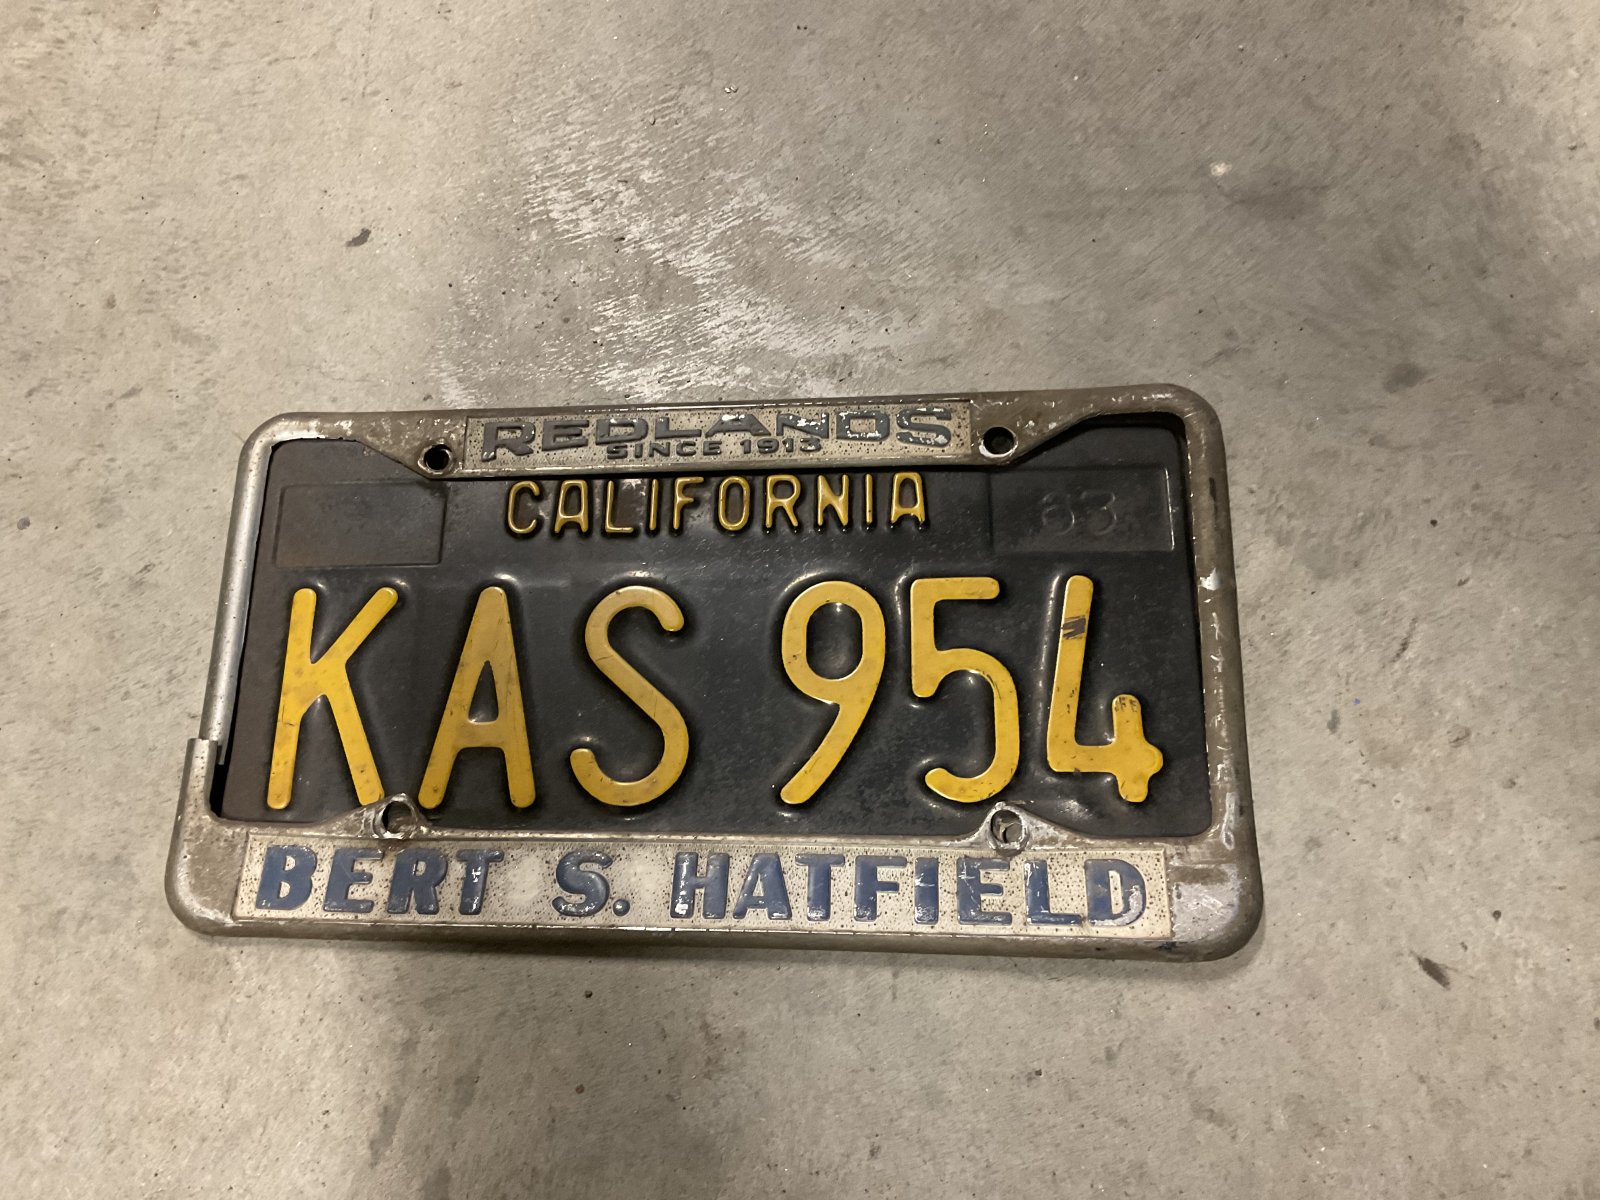 REDLANDS
SINCE 1913
CALIFORNIA
63
KAS 954
BERT S. HATFIELD